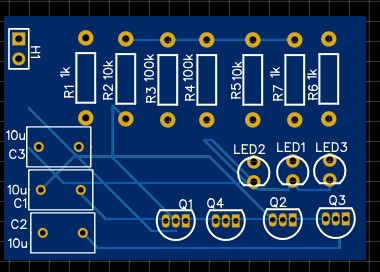 H1
R1 1k
R2 10k
R3 100k
R4 100k
R5 10k
R7 1k
R6 1k
10u
C3
LED2
LED1
LED3
10u
C1
Q1
Q4
Q2
Q3
C2
10u